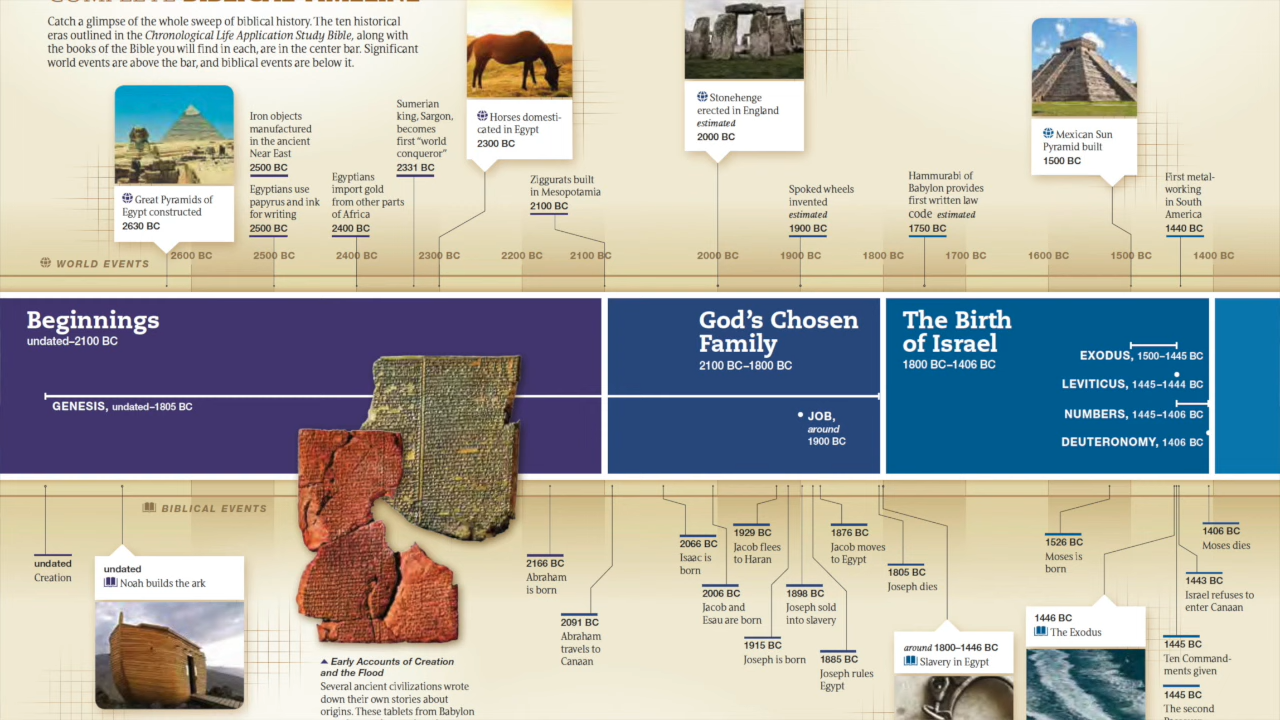 COMPLETE BIBLICAL TIMELINE
Catch a glimpse of the whole sweep of biblical history. The ten historical
eras outlined in the Chronological Life Application Study Bible, along with
the books of the Bible you will find in each, are in the center bar. Significant
world events are above the bar, and biblical events are below it.
Great Pyramids of
Egypt constructed
2630 BC
Iron objects
manufactured
in the ancient
Near East
2500 BC
Egyptians use
papyrus and ink
for writing
2500 BC
Egyptians
import gold
from other parts
of Africa
2400 BC
Sumerian
king, Sargon,
becomes
first "world
conqueror"
2331 BC
Horses domesti-
cated in Egypt
2300 BC
Ziggurats built
in Mesopotamia
2100 BC
Stonehenge
erected in England
estimated
2000 BC
Spoked wheels
invented
estimated
1900 BC
Hammurabi of
Babylon provides
first written law
code estimated
1750 BC
Mexican Sun
Pyramid built
1500 BC
First metal-
working
in South
America
1440 BC
WORLD EVENTS
2600 BC
2500 BC
2400 BC
2300 BC
2200 BC
2100 BC
2000 BC
1900 BC
1800 BC
1700 BC
1600 BC
1500 BC
1400 BC
Beginnings
undated–2100 BC
GENESIS, undated–1805 BC
God's Chosen
Family
2100 BC–1800 BC
JOB,
around
1900 BC
The Birth
of Israel
1800 BC–1406 BC
EXODUS, 1500–1445 BC
LEVITICUS, 1445–1444 BC
NUMBERS, 1445–1406 BC
DEUTERONOMY, 1406 BC
BIBLICAL EVENTS
undated
Creation
undated
Noah builds the ark
Early Accounts of Creation
and the Flood
Several ancient civilizations wrote
down their own stories about
origins. These tablets from Babylon
2166 BC
Abraham
is born
2091 BC
Abraham
travels to
Canaan
2066 BC
Isaac is
born
2006 BC
Jacob and
Esau are born
1929 BC
Jacob flees
to Haran
1915 BC
Joseph is born
1898 BC
Joseph sold
into slavery
1885 BC
Joseph rules
Egypt
1876 BC
Jacob moves
to Egypt
1805 BC
Joseph dies
around 1800–1446 BC
Slavery in Egypt
1526 BC
Moses is
born
1446 BC
The Exodus
1445 BC
Ten Command-
ments given
1445 BC
The second
1443 BC
Israel refuses to
enter Canaan
1406 BC
Moses dies